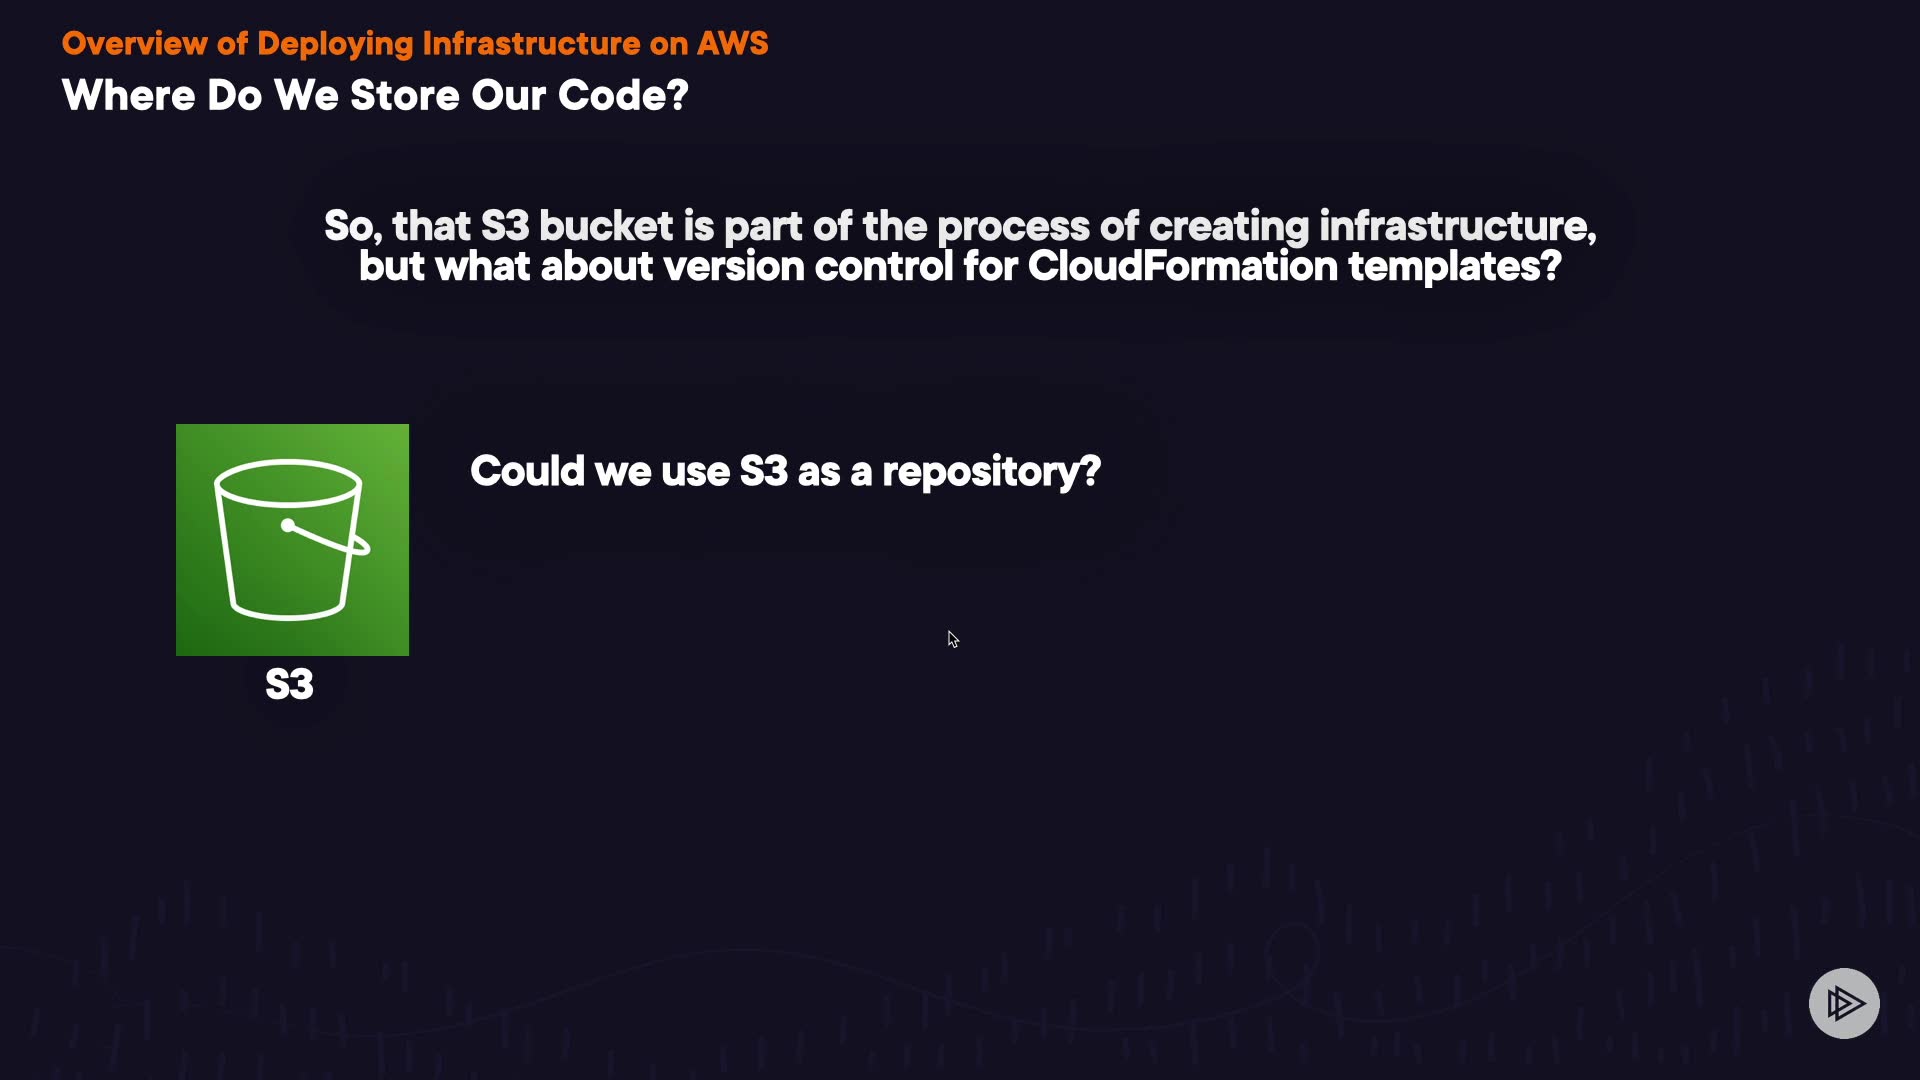 Overview of Deploying Infrastructure on AWS
Where Do We Store Our Code?
So, that S3 bucket is part of the process of creating infrastructure,
but what about version control for CloudFormation templates?
Could we use S3 as a repository?
S3